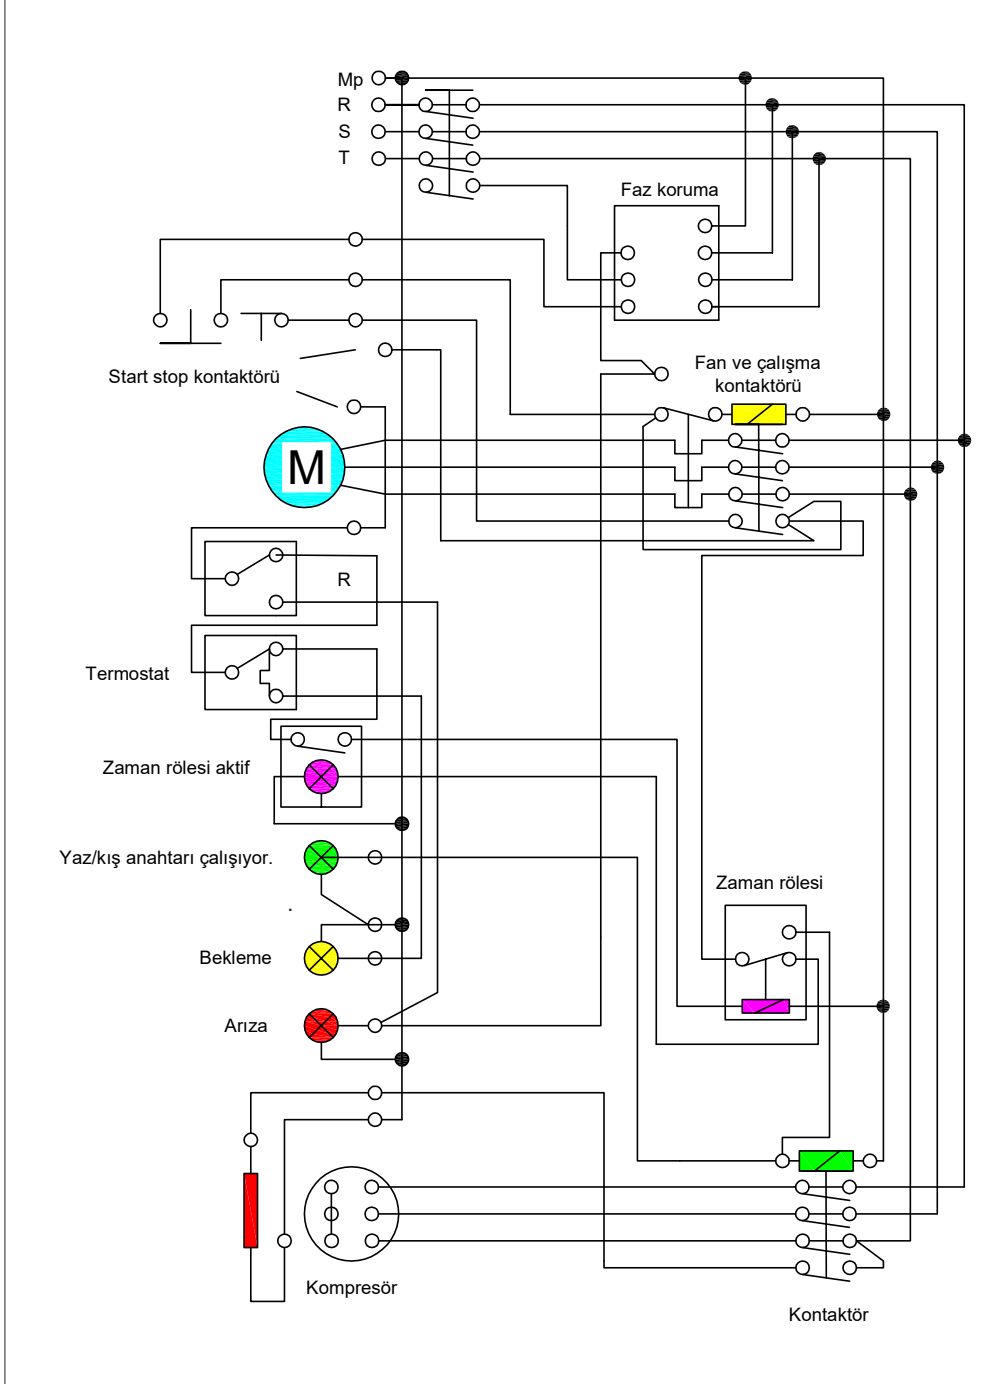 Mp
R
S
T
Faz koruma
Start stop kontaktörü
Fan ve çalışma
kontaktörü
M
R
Termostat
Zaman rölesi aktif
Yaz/kış anahtarı çalışıyor.
.
Zaman rölesi
Bekleme
Arıza
Kompresör
Kontaktör